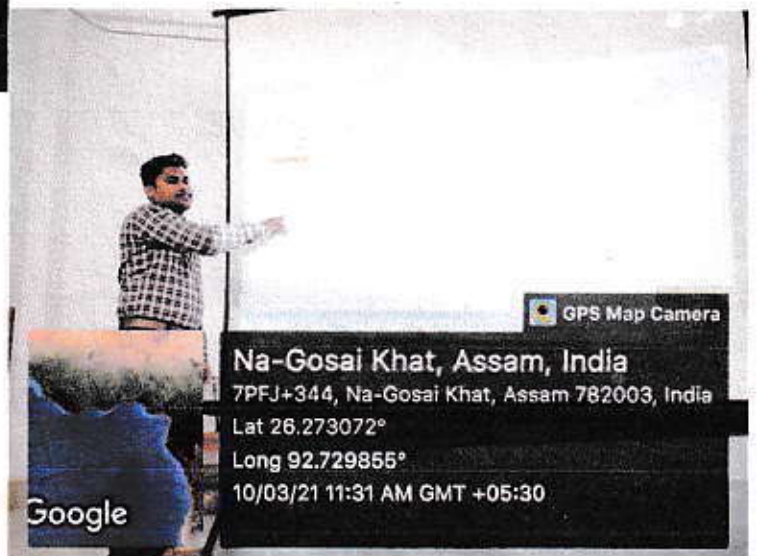 GPS Map Camera
Na-Gosai Khat, Assam, India
7PFJ+344, Na-Gosai Khat, Assam 782003, India
Lat 26.273072°
Long 92.729855°
10/03/21 11:31 AM GMT +05:30
Google